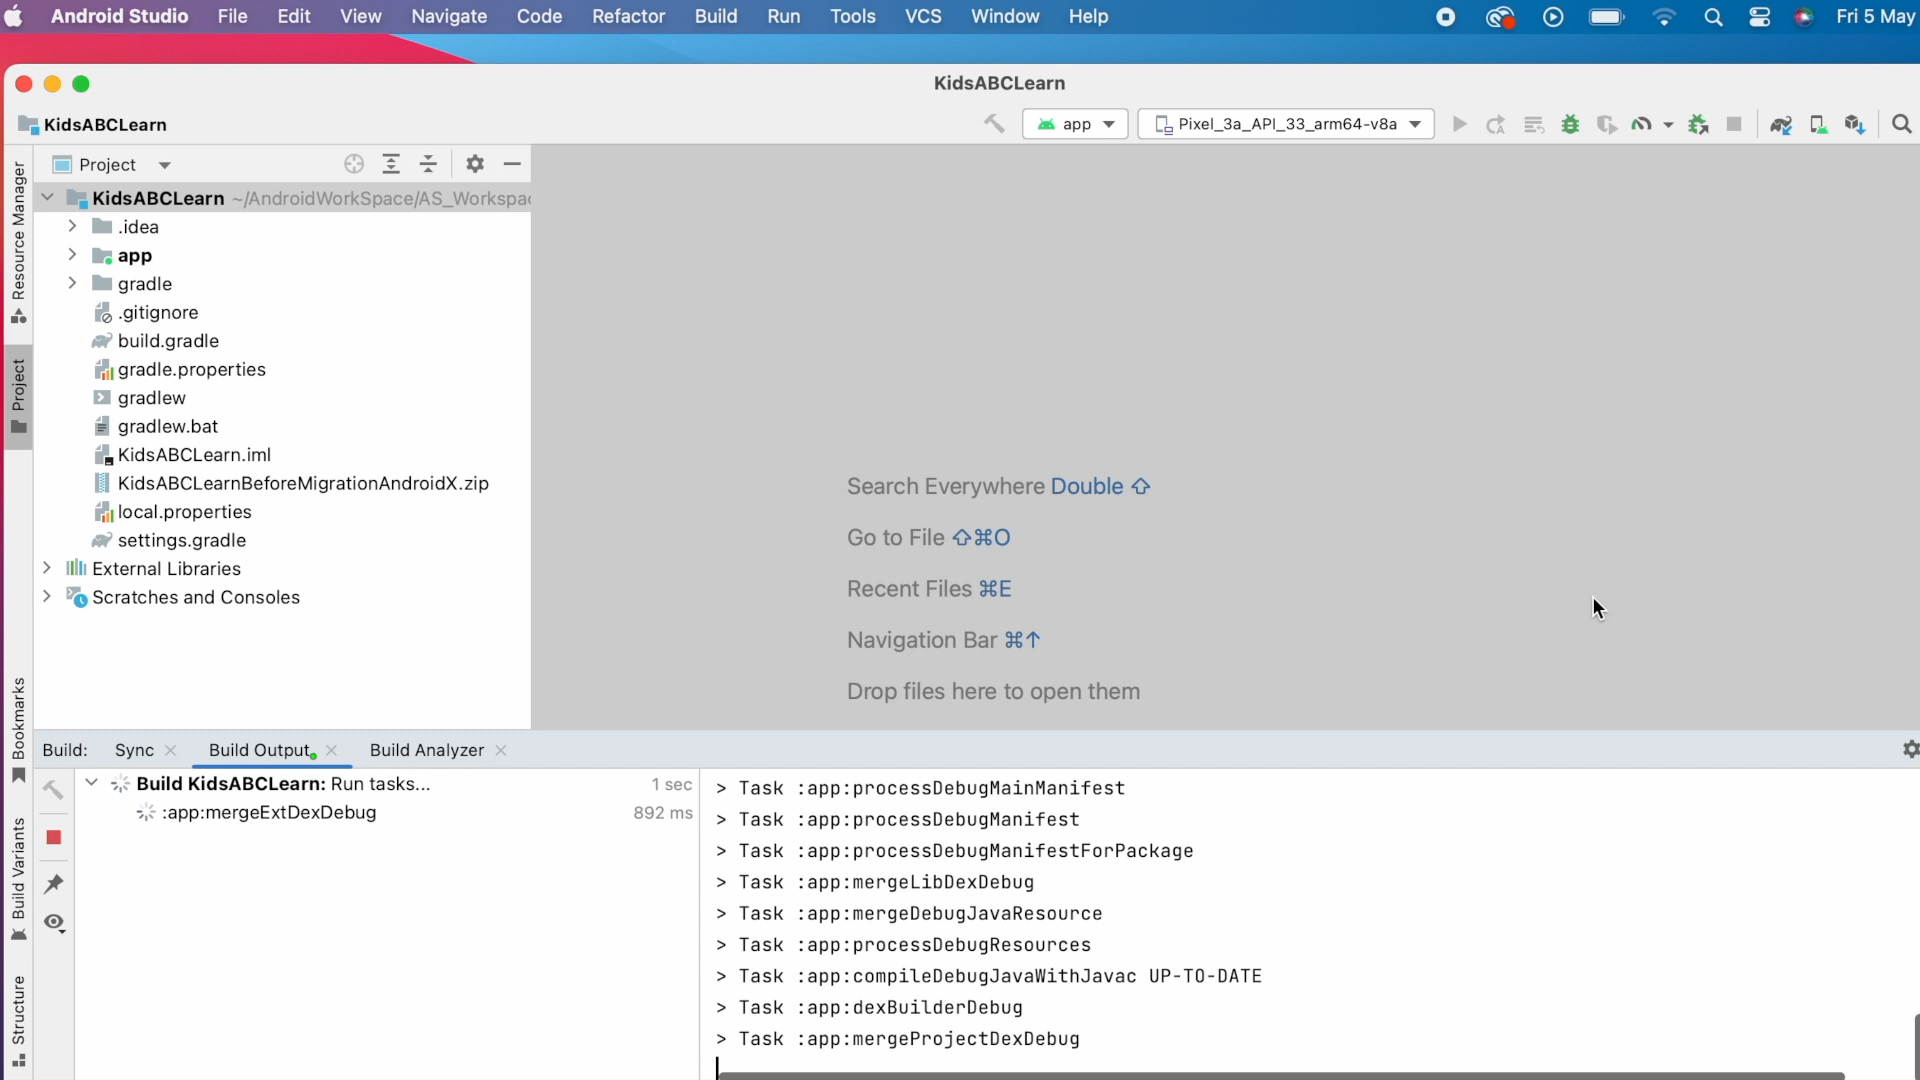 Android Studio File Edit View Navigate Code Refactor Build Run Tools VCS Window Help Fri 5 May
KidsABCLearn
KidsABCLearn
app
Pixel_3a_API_33_arm64-v8a
Resource Manager
Project
Project
KidsABCLearn ~/AndroidWorkSpace/AS_Workspac
.idea
app
gradle
.gitignore
build.gradle
gradle.properties
gradlew
gradlew.bat
KidsABCLearn.iml
KidsABCLearnBeforeMigrationAndroidX.zip
local.properties
settings.gradle
External Libraries
Scratches and Consoles
Search Everywhere Double ⇧
Go to File ⇧⌘O
Recent Files ⌘E
Navigation Bar ⌘↑
Drop files here to open them
Bookmarks
Build Variants
Structure
Build: Sync Build Output Build Analyzer
Build KidsABCLearn: Run tasks... 1 sec
:app:mergeExtDexDebug 892 ms
> Task :app:processDebugMainManifest
> Task :app:processDebugManifest
> Task :app:processDebugManifestForPackage
> Task :app:mergeLibDexDebug
> Task :app:mergeDebugJavaResource
> Task :app:processDebugResources
> Task :app:compileDebugJavaWithJavac UP-TO-DATE
> Task :app:dexBuilderDebug
> Task :app:mergeProjectDexDebug